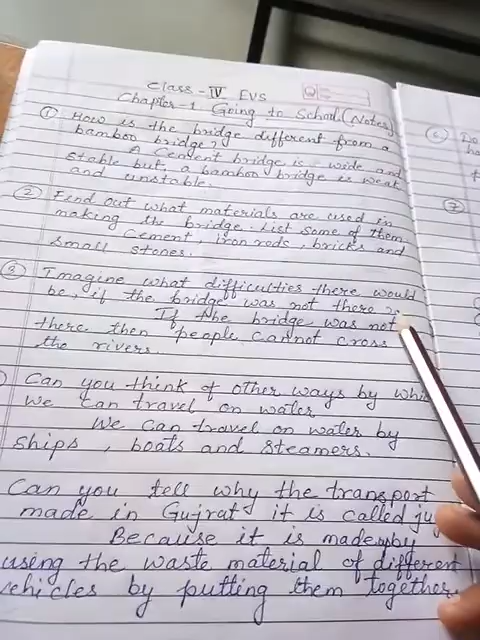 Class - IV EVS
Chapter-1 Going to School (Notes)
① How is the bridge different from a
bamboo bridge?
A cement bridge is wide and
stable but a bamboo bridge is weak
and unstable.
② Find out what materials are used in
making the bridge. List some of them
Cement, iron rods, bricks and
small stones.
③ Imagine what difficulties there would
be, if the bridge was not there
If the bridge was not
there then people cannot cross
the rivers.
Can you think of other ways by
we can travel on water
We can travel on water by
ships, boats and steamers.
Can you tell why the transport
made in Gujrat it is called
Because it is made by
using the waste material of different
vehicles by putting them together.
⑦